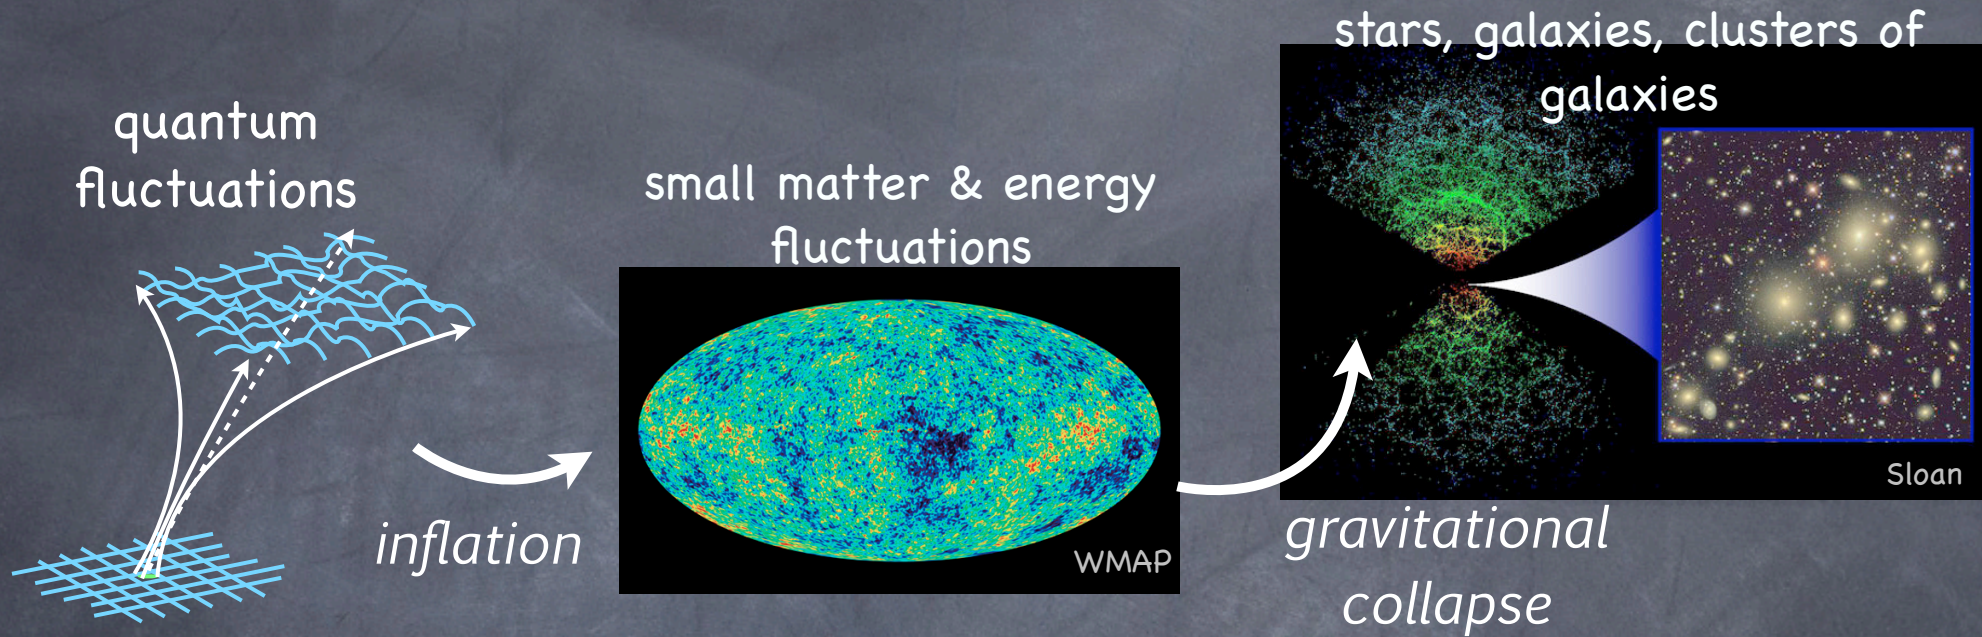 quantum
fluctuations
inflation
small matter & energy
fluctuations
WMAP
stars, galaxies, clusters of
galaxies
Sloan
gravitational
collapse